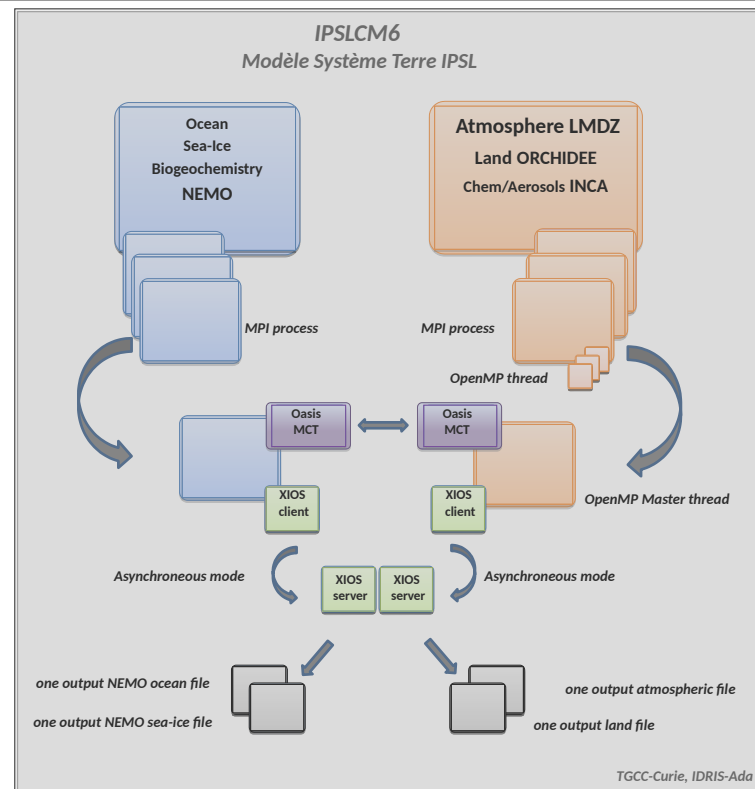 IPSLCM6
Modèle Système Terre IPSL
Ocean
Sea-Ice
Biogeochemistry
NEMO
Atmosphere LMDZ
Land ORCHIDEE
Chem/Aerosols INCA
MPI process
MPI process
OpenMP thread
Oasis
MCT
Oasis
MCT
XIOS
client
XIOS
client
OpenMP Master thread
Asynchroneous mode
XIOS
server
XIOS
server
Asynchroneous mode
one output NEMO ocean file
one output NEMO sea-ice file
one output atmospheric file
one output land file
TGCC-Curie, IDRIS-Ada